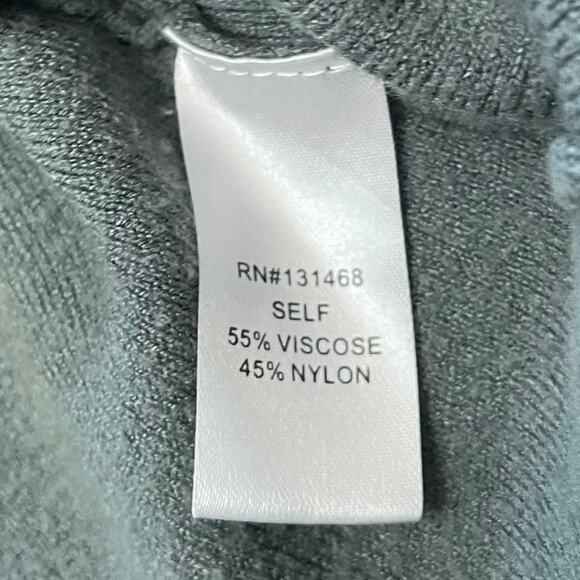 RN#131468
SELF
55% VISCOSE
45% NYLON